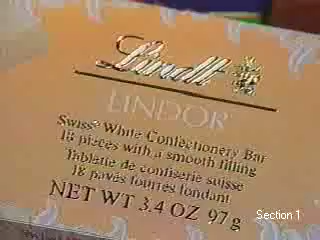 Lindt
LINDOR
Swiss White Confectionery Bar
18 pieces with a smooth filling
Tablette de confiserie suisse
18 pavés fourrés fondant
NET WT 3.4 OZ 97g
Section 1